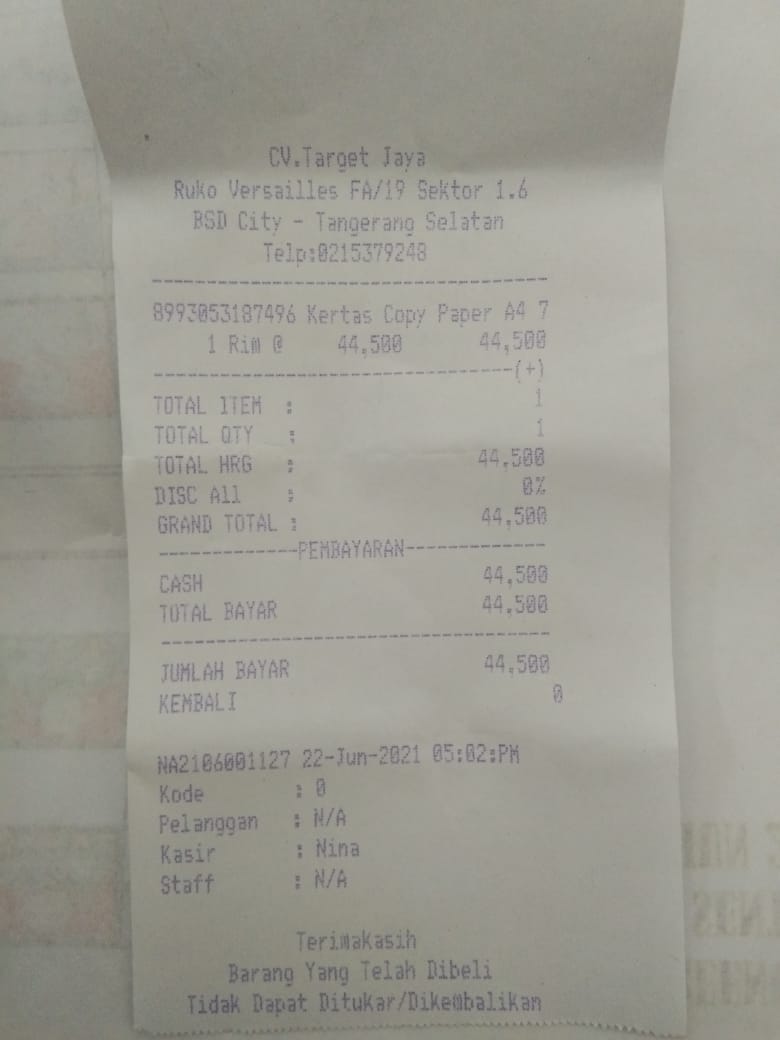 CV.Target Jaya
Ruko Versailles FA/19 Sektor 1.6
BSD City - Tangerang Selatan
Telp:0215379248
--------------------------------
8993053187496 Kertas Copy Paper A4 7
1 Rim @ 44,500 44,500
--------------------------------(+)
TOTAL ITEM : 1
TOTAL QTY : 1
TOTAL HRG : 44,500
DISC All : 0%
GRAND TOTAL : 44,500
-------------PEMBAYARAN-------------
CASH 44,500
TOTAL BAYAR 44,500
--------------------------------
JUMLAH BAYAR 44,500
KEMBALI 0
NA2106001127 22-Jun-2021 05:02:PM
Kode : 0
Pelanggan : N/A
Kasir : Nina
Staff : N/A
Terimakasih
Barang Yang Telah Dibeli
Tidak Dapat Ditukar/Dikembalikan